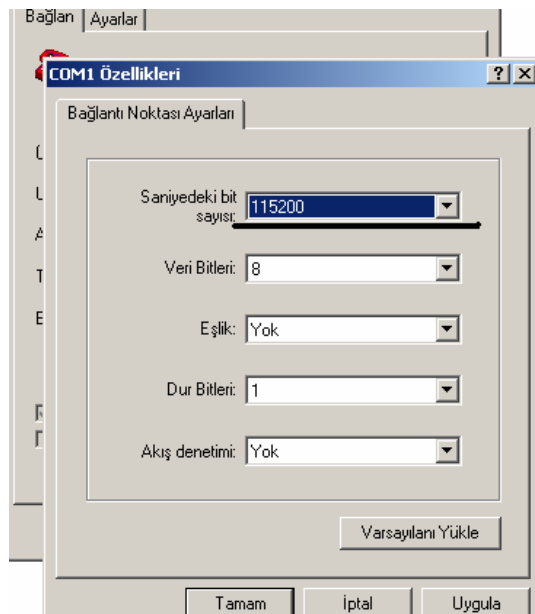 Bağlan Ayarlar
COM1 Özellikleri
Bağlantı Noktası Ayarları
Saniyedeki bit
sayısı: 115200
Veri Bitleri: 8
Eşlik: Yok
Dur Bitleri: 1
Akış denetimi: Yok
Varsayılanı Yükle
Tamam İptal Uygula